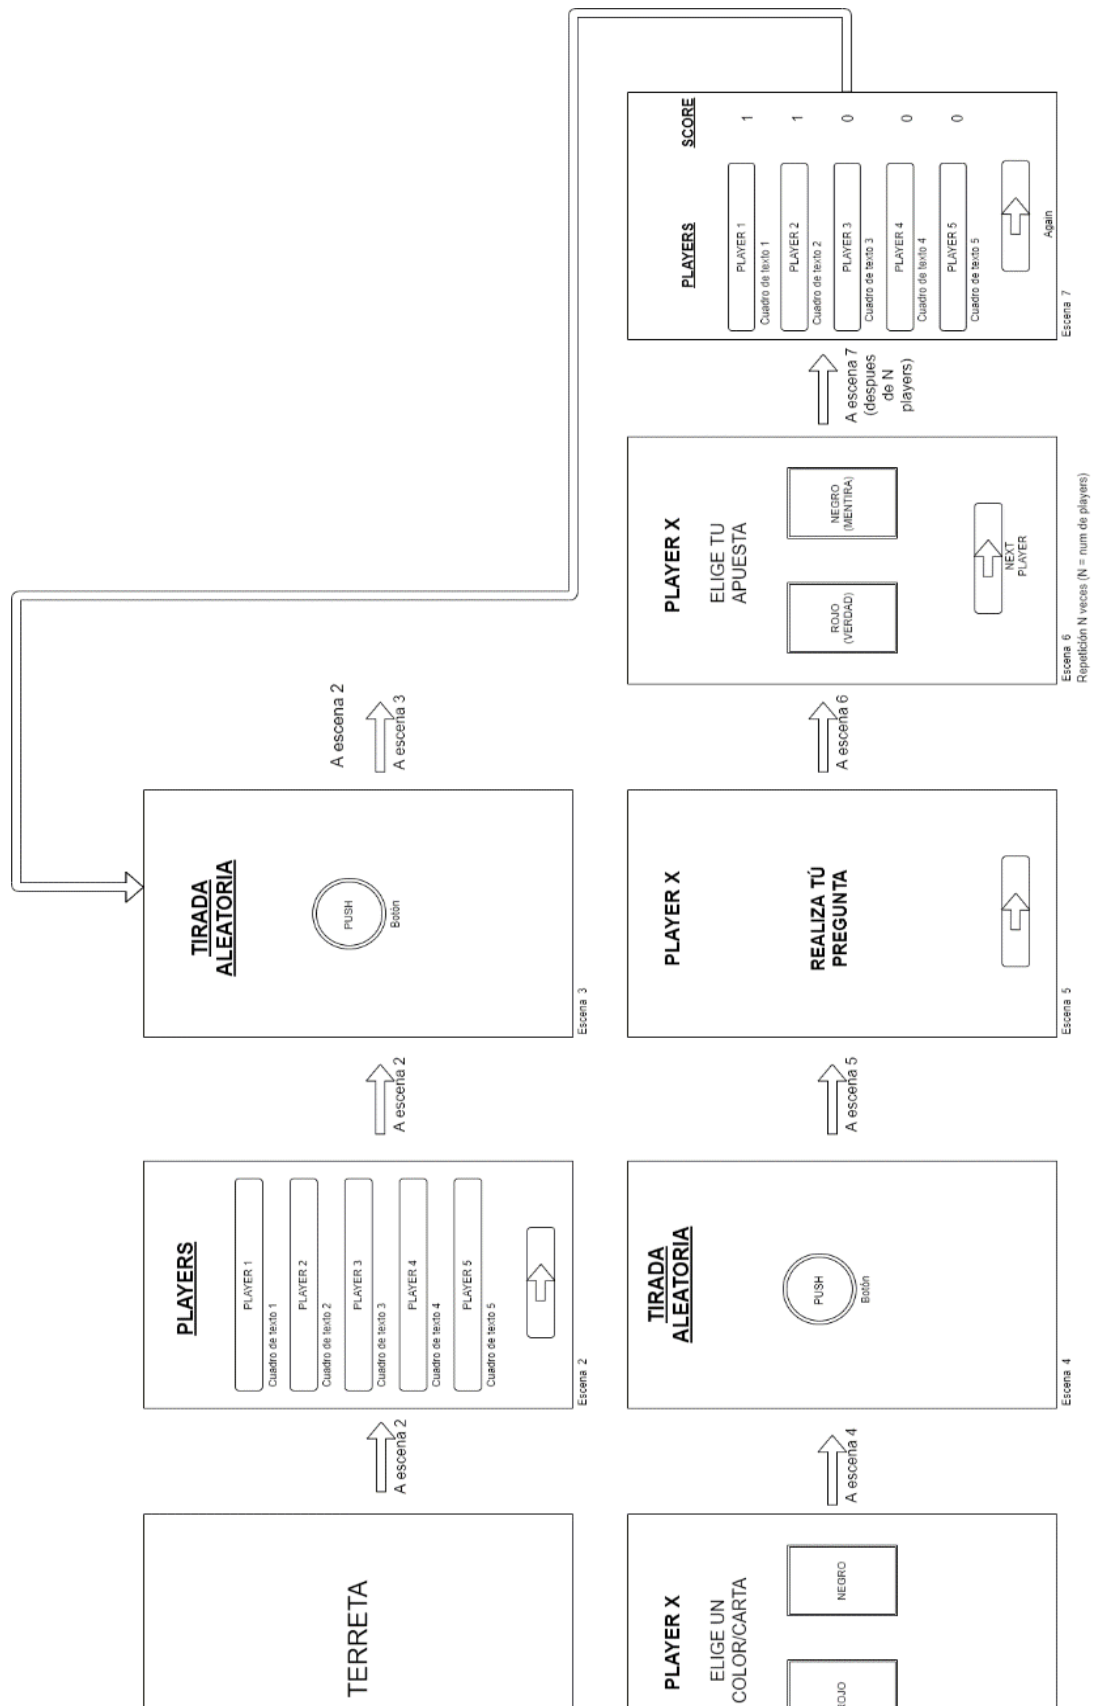 TERRETA
A escena 2
PLAYERS
PLAYER 1
Cuadro de texto 1
PLAYER 2
Cuadro de texto 2
PLAYER 3
Cuadro de texto 3
PLAYER 4
Cuadro de texto 4
PLAYER 5
Cuadro de texto 5
Escena 2
A escena 2
TIRADA
ALEATORIA
PUSH
Botón
Escena 3
A escena 2
A escena 3
PLAYER X
ELIGE UN
COLOR/CARTA
OJO
NEGRO
A escena 4
TIRADA
ALEATORIA
PUSH
Botón
Escena 4
A escena 5
PLAYER X
REALIZA TÚ
PREGUNTA
Escena 5
A escena 6
PLAYER X
ELIGE TU
APUESTA
ROJO
(VERDAD)
NEGRO
(MENTIRA)
NEXT
PLAYER
Escena 6
Repetición N veces (N = num de players)
A escena 7
(despues
de N
players)
PLAYERS SCORE
PLAYER 1 1
Cuadro de texto 1
PLAYER 2 1
Cuadro de texto 2
PLAYER 3 0
Cuadro de texto 3
PLAYER 4 0
Cuadro de texto 4
PLAYER 5 0
Cuadro de texto 5
Again
Escena 7